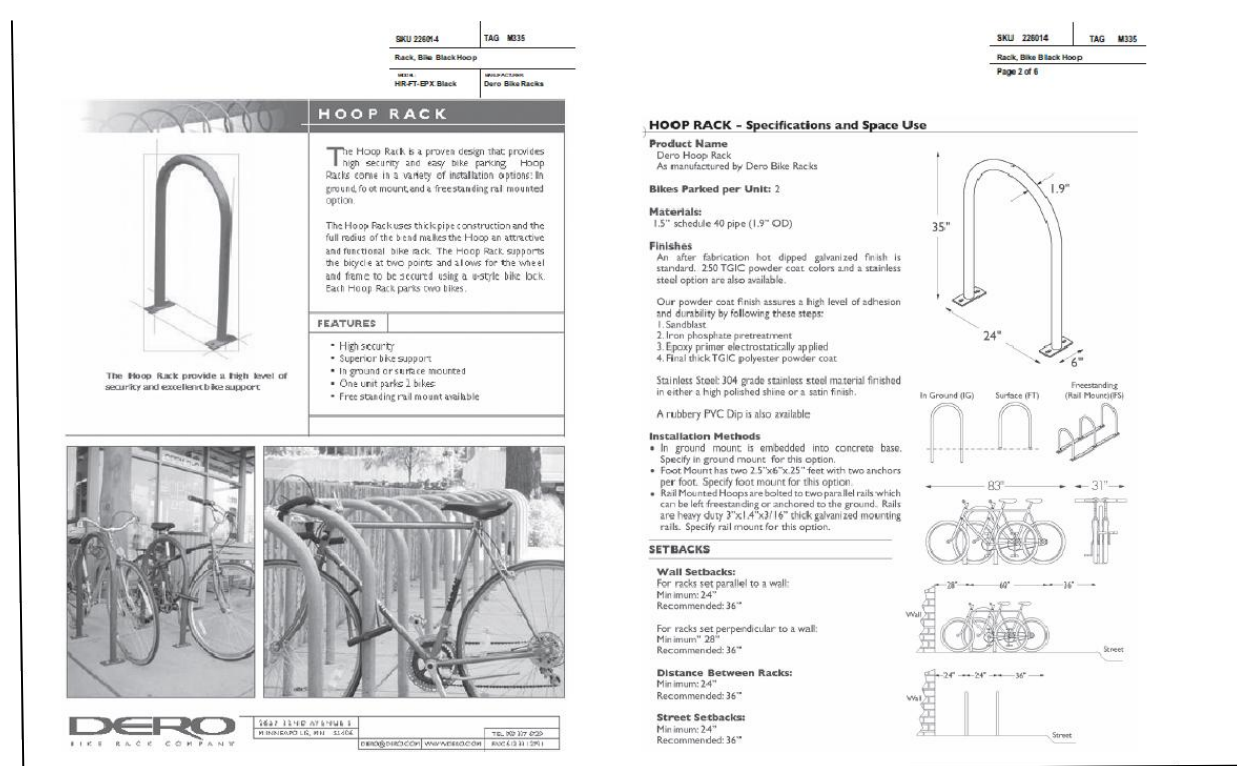 SKU 226014 TAG M335
Rack, Bike Black Hoop
MODEL: MANUFACTURER:
HR-FT-EPX Black Dero Bike Racks
HOOP RACK
The Hoop Rack is a proven design that provides
high security and easy bike parking. Hoop
Racks come in a variety of installation options: In
ground, foot mount, and a free standing rail mounted
option.
The Hoop Rack uses thick pipe construction and the
full radius of the bend makes the Hoop an attractive
and functional bike rack. The Hoop Rack supports
the bicycle at two points and allows for the wheel
and frame to be secured using a u-style bike lock.
Each Hoop Rack parks two bikes.
The Hoop Rack provide a high level of
security and excellent bike support
FEATURES
• High security
• Superior bike support
• In ground or surface mounted
• One unit parks 2 bikes
• Free standing rail mount available
DERO
BIKE RACK COMPANY
AVENUE S
MINNEAPOLIS, MN 55406
DERO@DERO.COM WWW.DERO.COM
SKU 226014 TAG M335
Rack, Bike Black Hoop
Page 2 of 6
HOOP RACK – Specifications and Space Use
Product Name
Dero Hoop Rack
As manufactured by Dero Bike Racks
Bikes Parked per Unit: 2
Materials:
1.5" schedule 40 pipe (1.9" OD)
Finishes
An after fabrication hot dipped galvanized finish is
standard. 250 TGIC powder coat colors and a stainless
steel option are also available.
Our powder coat finish assures a high level of adhesion
and durability by following these steps:
1. Sandblast
2. Iron phosphate pretreatment
3. Epoxy primer electrostatically applied
4. Final thick TGIC polyester powder coat
Stainless Steel: 304 grade stainless steel material finished
in either a high polished shine or a satin finish.
A rubbery PVC Dip is also available
Installation Methods
• In ground mount is embedded into concrete base.
Specify in ground mount for this option.
• Foot Mount has two 2.5"x6"x.25" feet with two anchors
per foot. Specify foot mount for this option.
• Rail Mounted Hoops are bolted to two parallel rails which
can be left freestanding or anchored to the ground. Rails
are heavy duty 3"x1.4"x3/16" thick galvanized mounting
rails. Specify rail mount for this option.
SETBACKS
Wall Setbacks:
For racks set parallel to a wall:
Minimum: 24"
Recommended: 36"
For racks set perpendicular to a wall:
Minimum" 28"
Recommended: 36"
Distance Between Racks:
Minimum: 24"
Recommended: 36"
Street Setbacks:
Minimum: 24"
Recommended: 36"
1.9"
35"
24"
6"
In Ground (IG) Surface (FT) Freestanding
(Rail Mount)(FS)
83" 31"
28" 60" 36"
Wall
Street
24" 24" 36"
Wall
Street